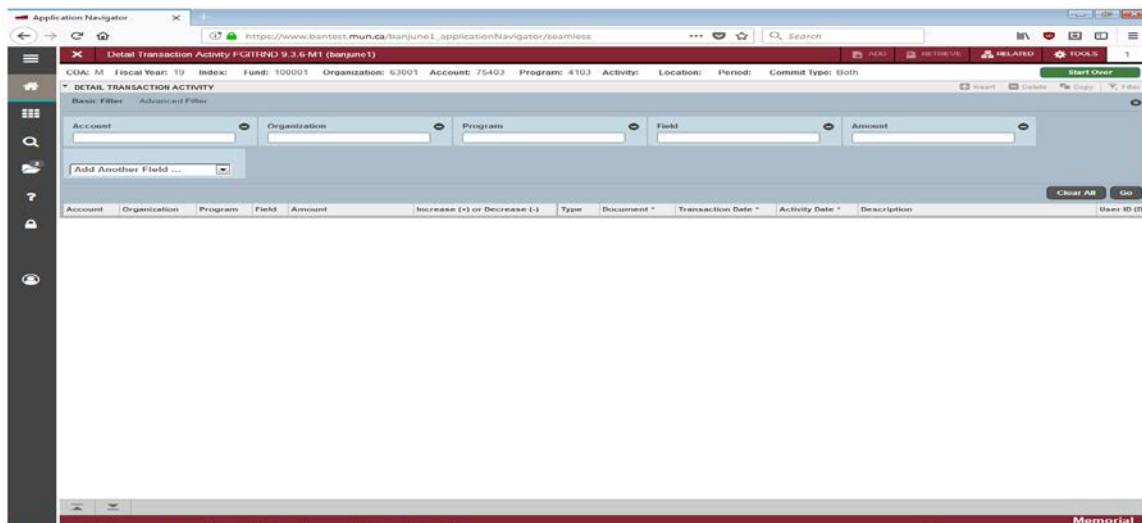 Application Navigator
https://www.bantest.mun.ca/banjune1_applicationNavigator/seamless
Search
Detail Transaction Activity FGITRND 9.3.6-M1 (banjune1)
ADD RETRIEVE RELATED TOOLS 1
COA: M Fiscal Year: 19 Index: Fund: 100001 Organization: 63001 Account: 75403 Program: 4103 Activity: Location: Period: Commit Type: Both Start Over
DETAIL TRANSACTION ACTIVITY Insert Delete Copy Filter
Basic Filter Advanced Filter
Account Organization Program Field Amount
Add Another Field ...
Clear All Go
Account Organization Program Field Amount Increase (+) or Decrease (-) Type Document * Transaction Date * Activity Date * Description User ID (D
Memorial